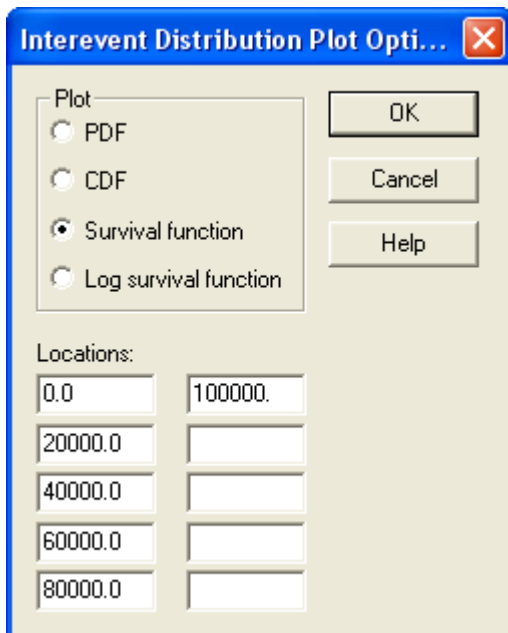 Interevent Distribution Plot Opti...
Plot
PDF
CDF
Survival function
Log survival function
OK
Cancel
Help
Locations:
0.0 100000.
20000.0
40000.0
60000.0
80000.0